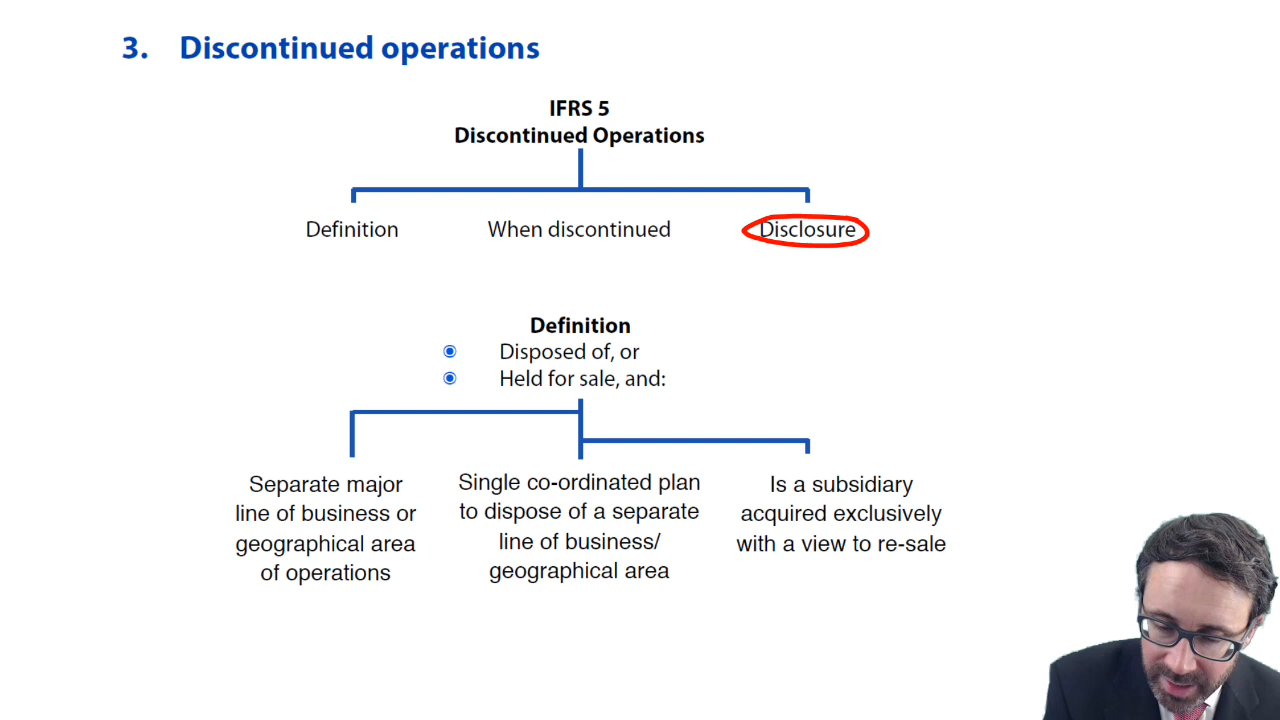 3. Discontinued operations
IFRS 5
Discontinued Operations
Definition
When discontinued
Disclosure
Definition
Disposed of, or
Held for sale, and:
Separate major
line of business or
geographical area
of operations
Single co-ordinated plan
to dispose of a separate
line of business/
geographical area
Is a subsidiary
acquired exclusively
with a view to re-sale